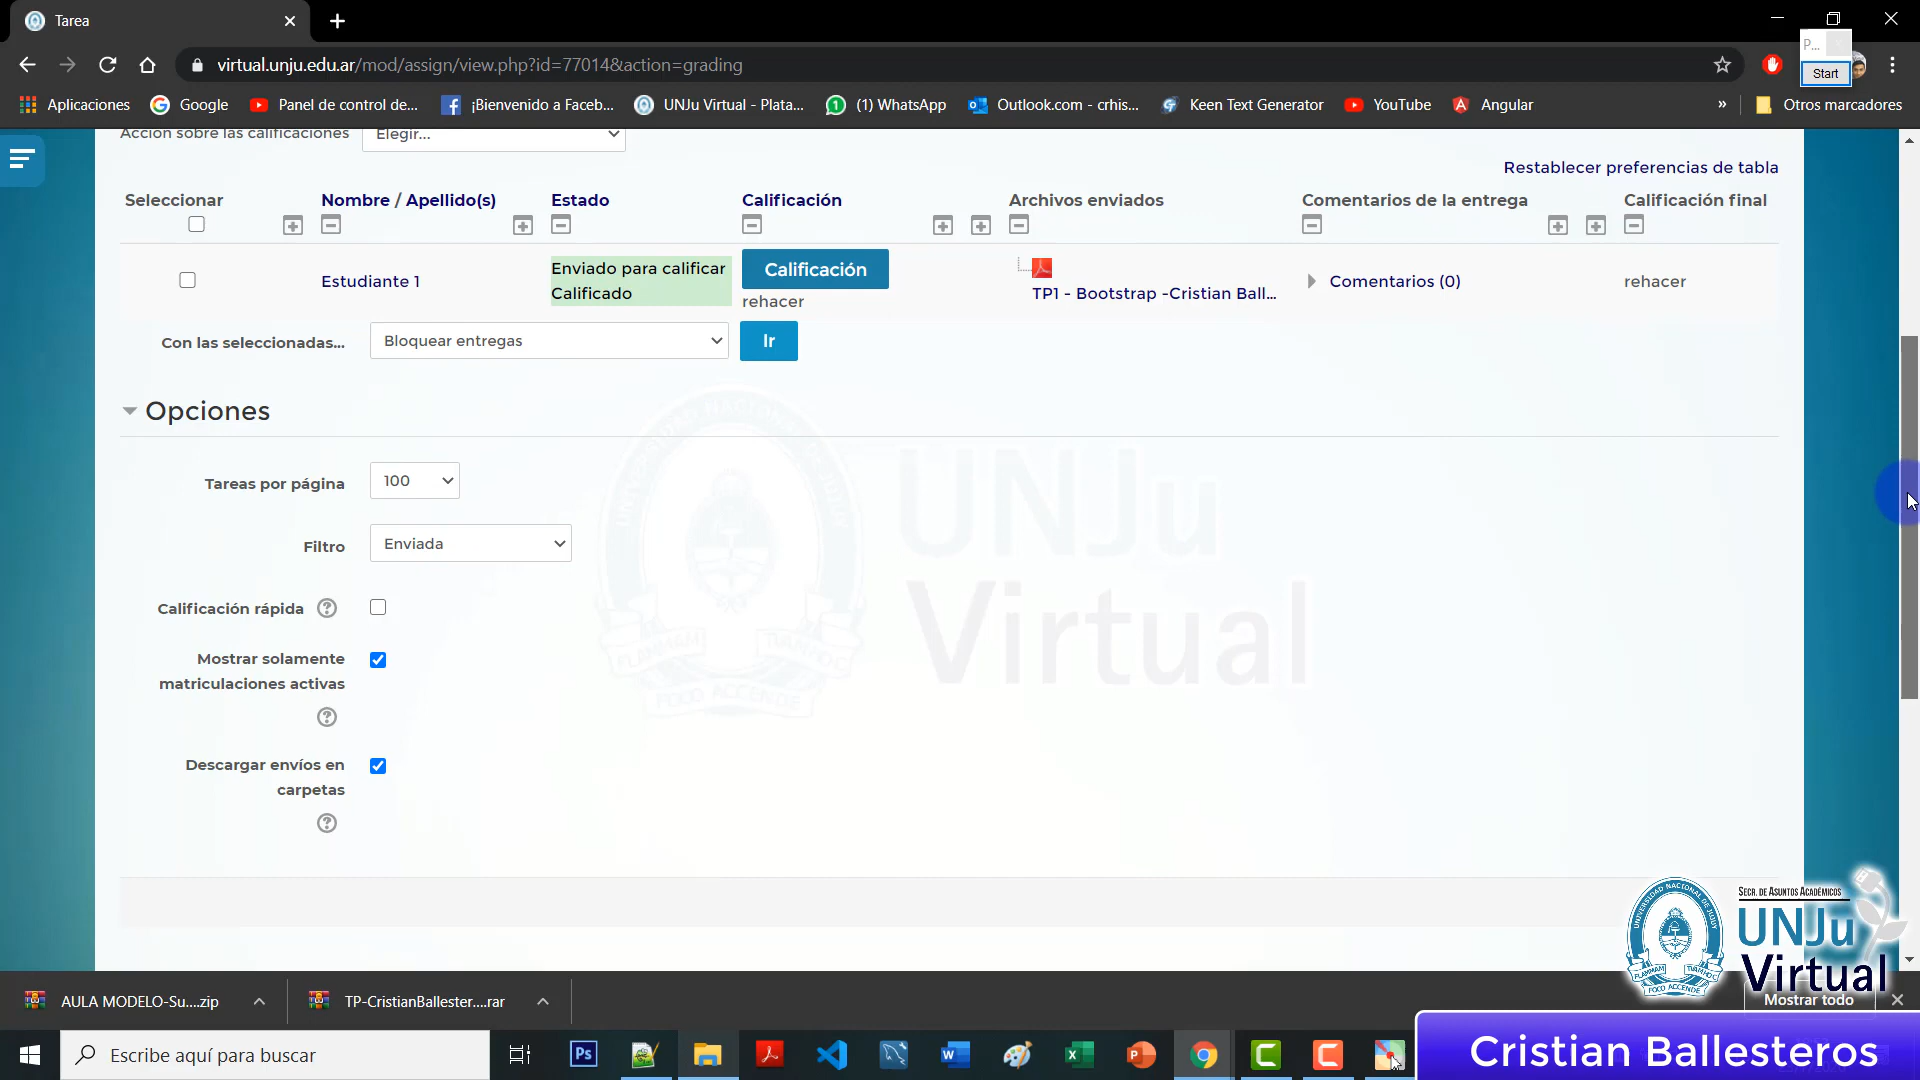 Tarea
virtual.unju.edu.ar/mod/assign/view.php?id=77014&action=grading
P...
Start
Aplicaciones Google Panel de control de... ¡Bienvenido a Faceb... UNJu Virtual - Plata... (1) WhatsApp Outlook.com - crhis... Keen Text Generator YouTube Angular » Otros marcadores
Acción sobre las calificaciones Elegir...
Restablecer preferencias de tabla
Seleccionar Nombre / Apellido(s) Estado Calificación Archivos enviados Comentarios de la entrega Calificación final
Estudiante 1 Enviado para calificar Calificación
Calificado rehacer TP1 - Bootstrap -Cristian Ball... Comentarios (0) rehacer
Con las seleccionadas... Bloquear entregas Ir
Opciones
Tareas por página 100
Filtro Enviada
Calificación rápida
Mostrar solamente
matriculaciones activas
Descargar envíos en
carpetas
UNJu
Virtual
UNIVERSIDAD NACIONAL DE JUJUY
SECR. DE ASUNTOS ACADÉMICOS
UNJu
Virtual
AULA MODELO-Su....zip TP-CristianBallester....rar Mostrar todo
Escribe aquí para buscar
Cristian Ballesteros